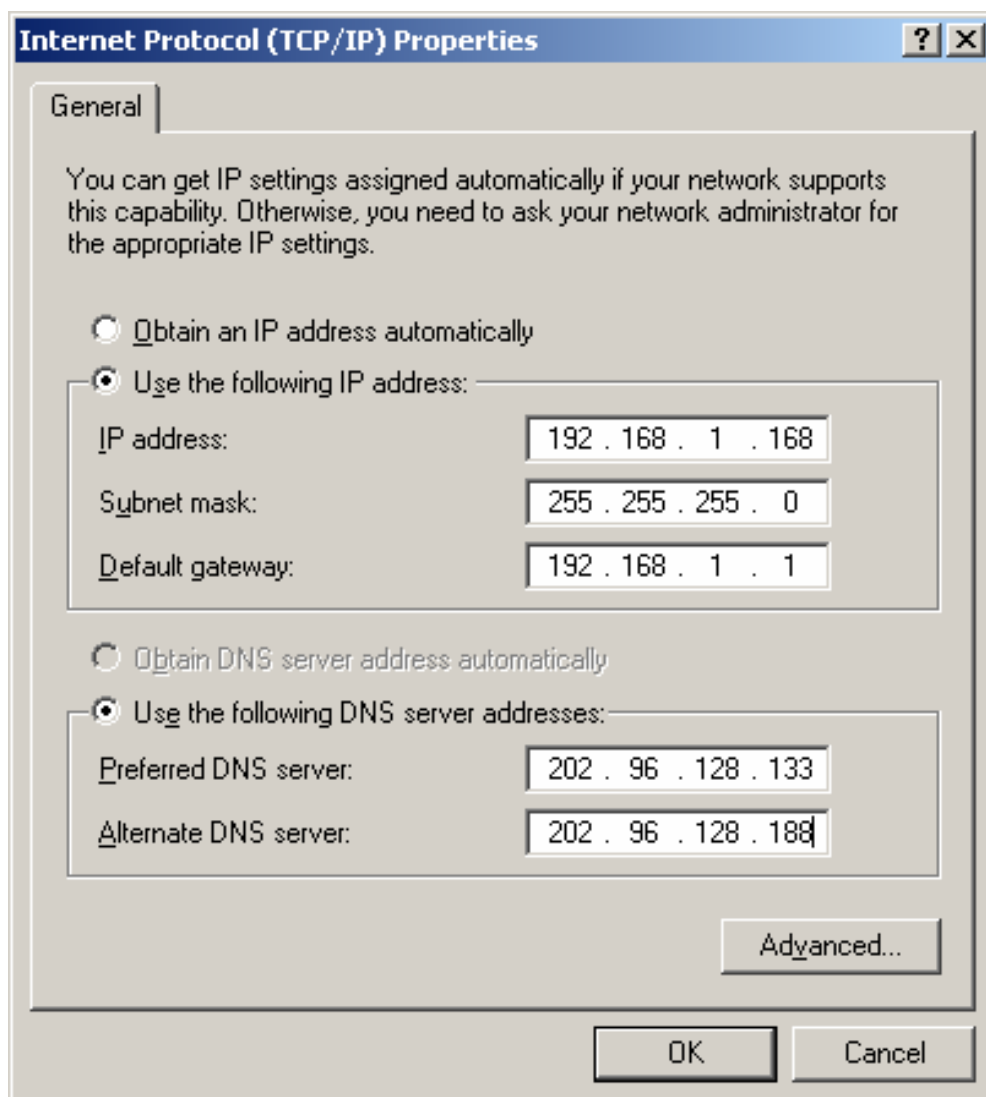 Internet Protocol (TCP/IP) Properties
General
You can get IP settings assigned automatically if your network supports
this capability. Otherwise, you need to ask your network administrator for
the appropriate IP settings.
Obtain an IP address automatically
Use the following IP address:
IP address: 192 . 168 . 1 . 168
Subnet mask: 255 . 255 . 255 . 0
Default gateway: 192 . 168 . 1 . 1
Obtain DNS server address automatically
Use the following DNS server addresses:
Preferred DNS server: 202 . 96 . 128 . 133
Alternate DNS server: 202 . 96 . 128 . 188
Advanced...
OK Cancel